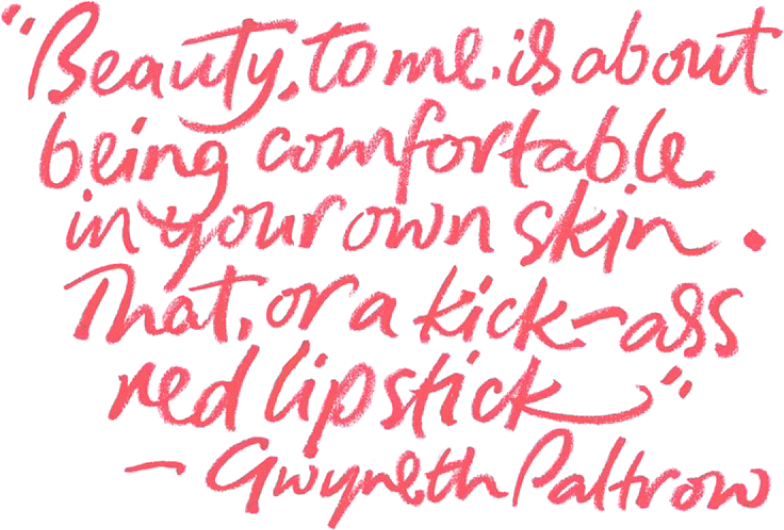 “Beauty, to me, is about
being comfortable
in your own skin.
That, or a kick-ass
red lipstick”
— Gwyneth Paltrow